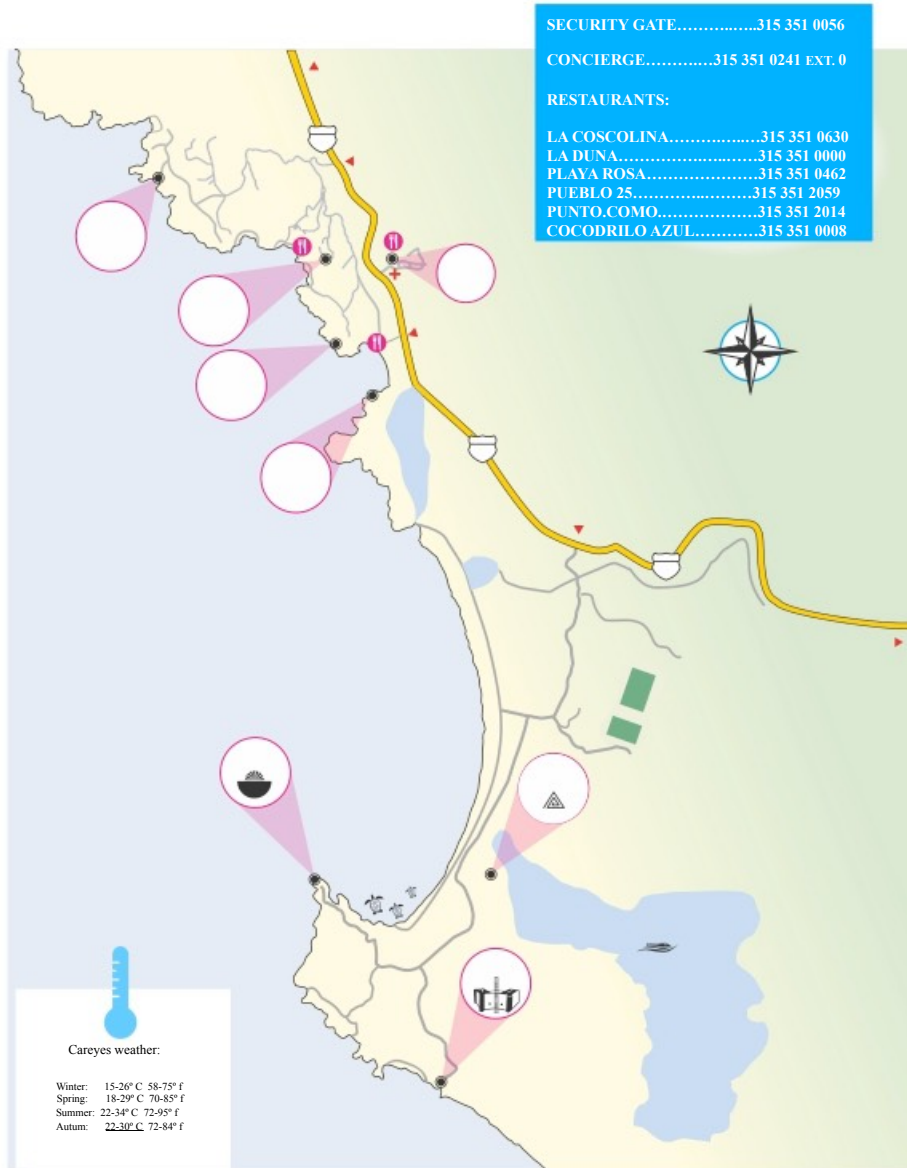 SECURITY GATE...............315 351 0056
CONCIERGE.............315 351 0241 EXT. 0
RESTAURANTS:
LA COSCOLINA..................315 351 0630
LA DUNA...........................315 351 0000
PLAYA ROSA.....................315 351 0462
PUEBLO 25.......................315 351 2059
PUNTO.COMO...................315 351 2014
COCODRILO AZUL............315 351 0008
Careyes weather:
Winter: 15-26º C 58-75º f
Spring: 18-29º C 70-85º f
Summer: 22-34º C 72-95º f
Autum: 22-30º C 72-84º f